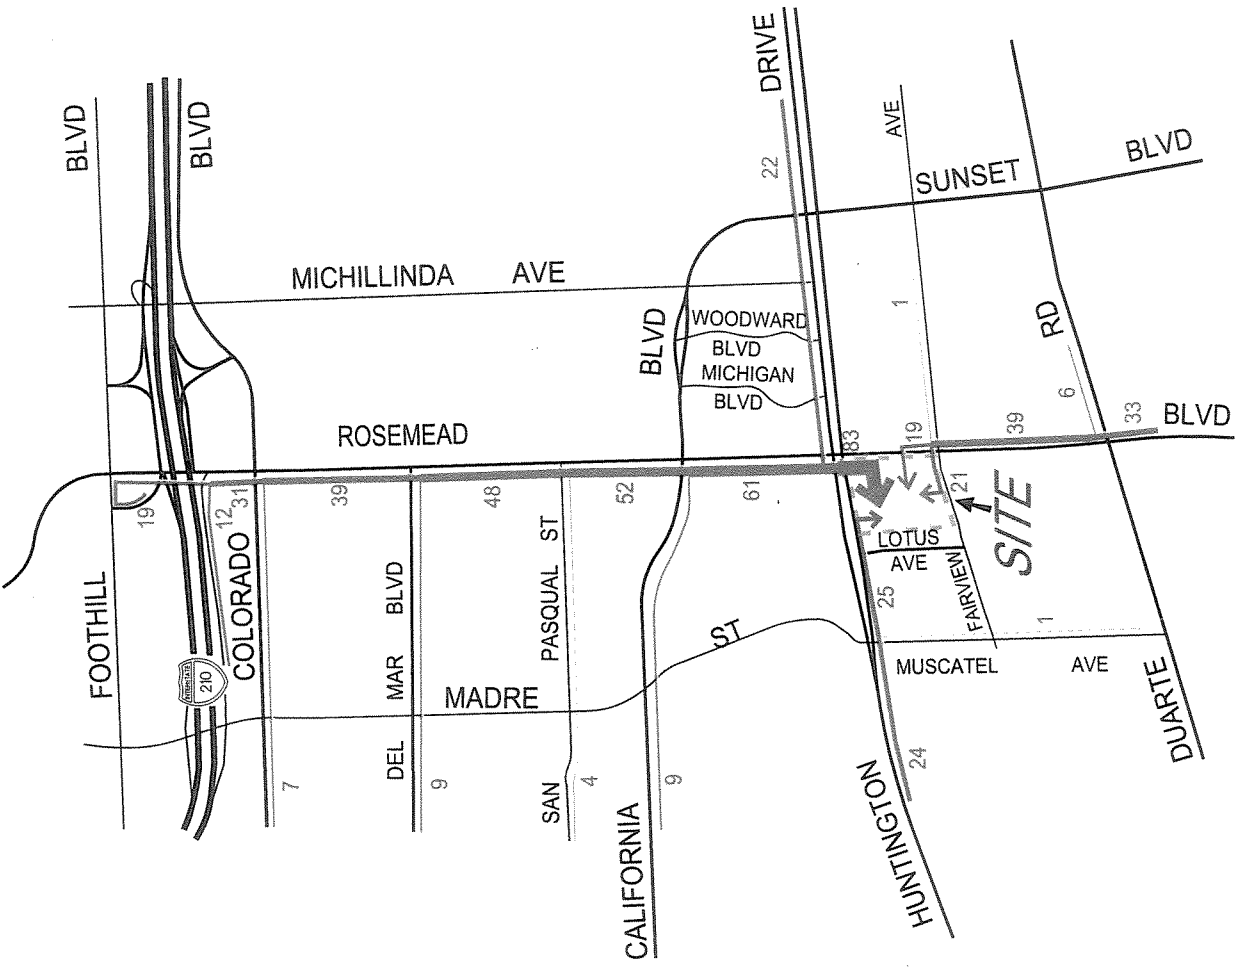 BLVD
BLVD
DRIVE
AVE
22
SUNSET
BLVD
MICHILLINDA AVE
BLVD
WOODWARD
BLVD
MICHIGAN
BLVD
1
RD
6
ROSEMEAD
BLVD
83
19
39
33
19
12
31
39
48
52
61
21
SITE
LOTUS
AVE
FAIRVIEW
25
1
FOOTHILL
COLORADO
DEL MAR BLVD
SAN PASQUAL ST
MADRE ST
MUSCATEL AVE
INTERSTATE
210
DUARTE
HUNTINGTON
24
CALIFORNIA
7
9
4
9